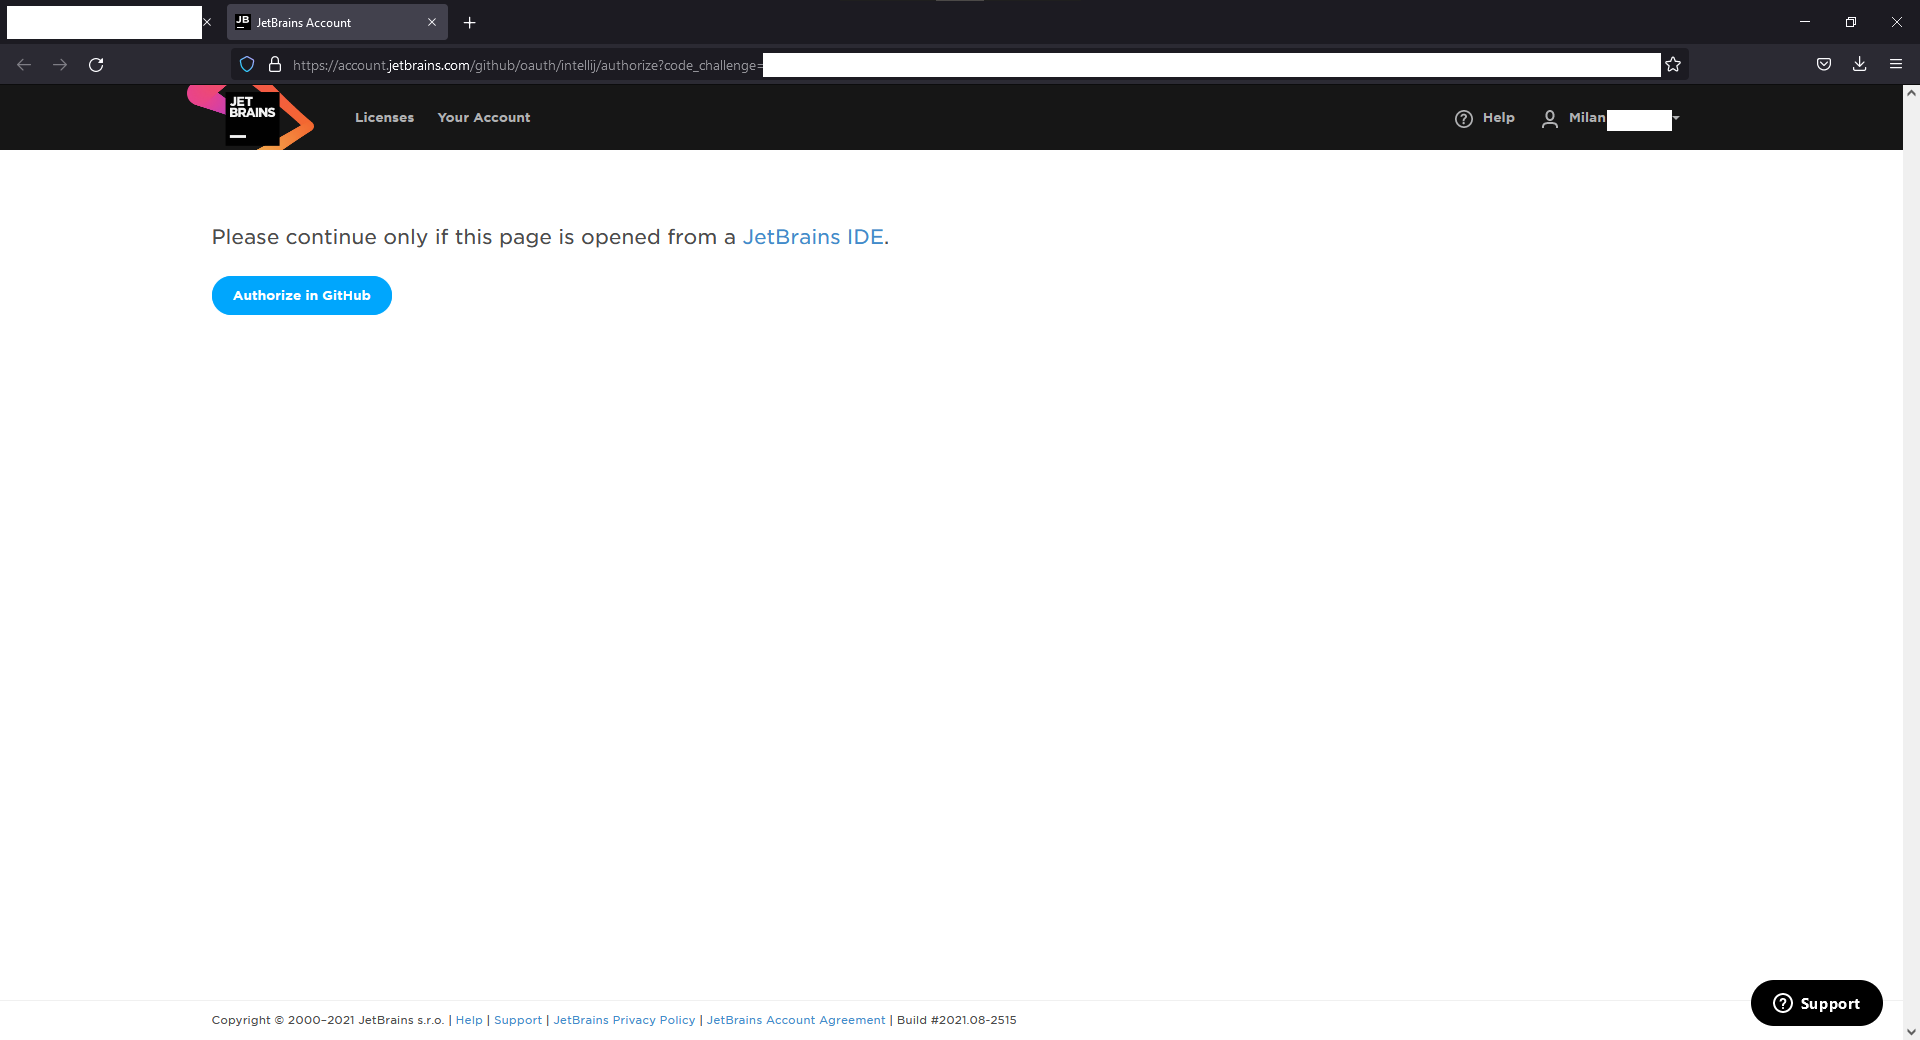 JB JetBrains Account
https://account.jetbrains.com/github/oauth/intellij/authorize?code_challenge=
JET
BRAINS
Licenses Your Account Help Milan
Please continue only if this page is opened from a JetBrains IDE.
Authorize in GitHub
Support
Copyright © 2000–2021 JetBrains s.r.o. | Help | Support | JetBrains Privacy Policy | JetBrains Account Agreement | Build #2021.08-2515